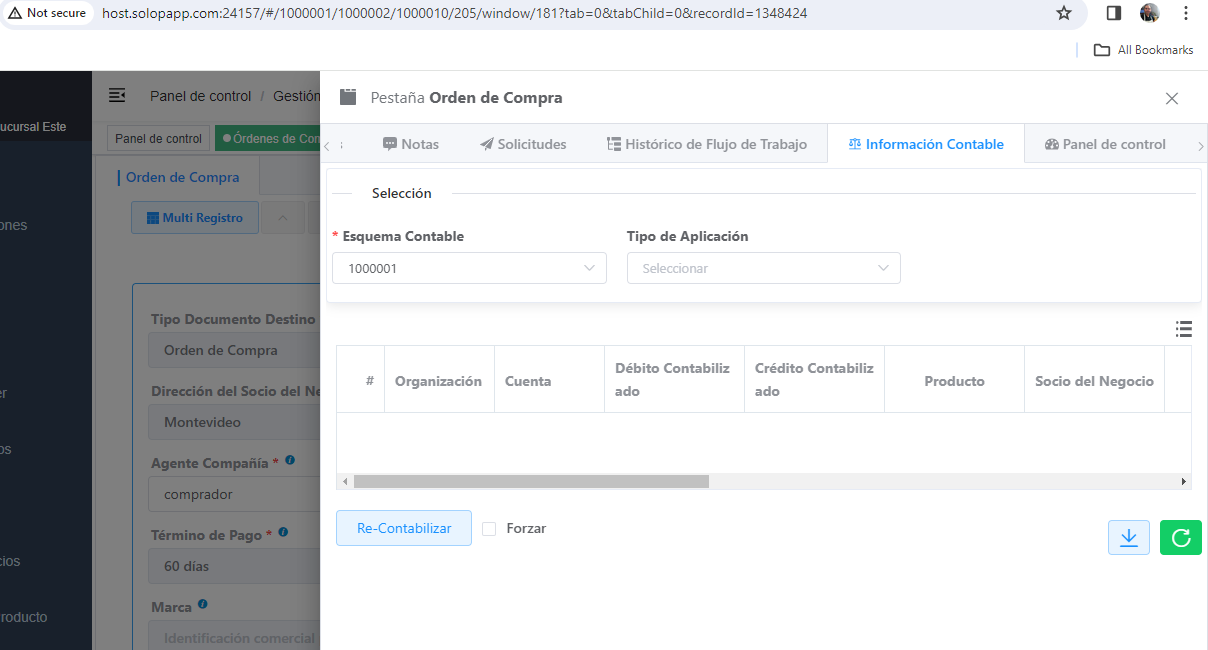 Not secure
host.solopapp.com:24157/#/1000001/1000002/1000010/205/window/181?tab=0&tabChild=0&recordId=1348424
All Bookmarks
ucursal Este
Panel de control / Gestión
Pestaña Orden de Compra
Panel de control
Órdenes de Con
Notas
Solicitudes
Histórico de Flujo de Trabajo
Información Contable
Panel de control
Orden de Compra
Selección
Multi Registro
ones
* Esquema Contable
Tipo de Aplicación
1000001
Seleccionar
Tipo Documento Destino
Orden de Compra
# Organización Cuenta Débito Contabiliz Crédito Contabiliz Producto Socio del Negocio
ado ado
Dirección del Socio del Ne
er
Montevideo
os
Agente Compañía *
comprador
Término de Pago *
Re-Contabilizar
Forzar
cios
60 días
Marca
roducto
Identificación comercial